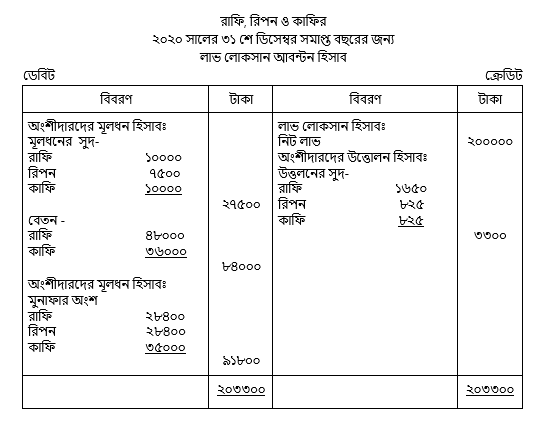 রাফি, রিপন ও কাফির
২০২০ সালের ৩১ শে ডিসেম্বর সমাপ্ত বছরের জন্য
লাভ লোকসান আবন্টন হিসাব
ডেবিট ক্রেডিট
বিবরণ টাকা বিবরণ টাকা
অংশীদারদের মূলধন হিসাবঃ
মূলধনের সুদ-
রাফি ১০০০০
রিপন ৭৫০০
কাফি ১০০০০
২৭৫০০
বেতন -
রাফি ৪৮০০০
কাফি ৩৬০০০
৮৪০০০
অংশীদারদের মূলধন হিসাবঃ
মুনাফার অংশ
রাফি ২৮৪০০
রিপন ২৮৪০০
কাফি ৩৫০০০
৯১৮০০
২০৩৩০০
লাভ লোকসান হিসাবঃ
নিট লাভ ২০০০০০
অংশীদারদের উত্তোলন হিসাবঃ
উত্তলনের সুদ-
রাফি ১৬৫০
রিপন ৮২৫
কাফি ৮২৫
৩৩০০
২০৩৩০০